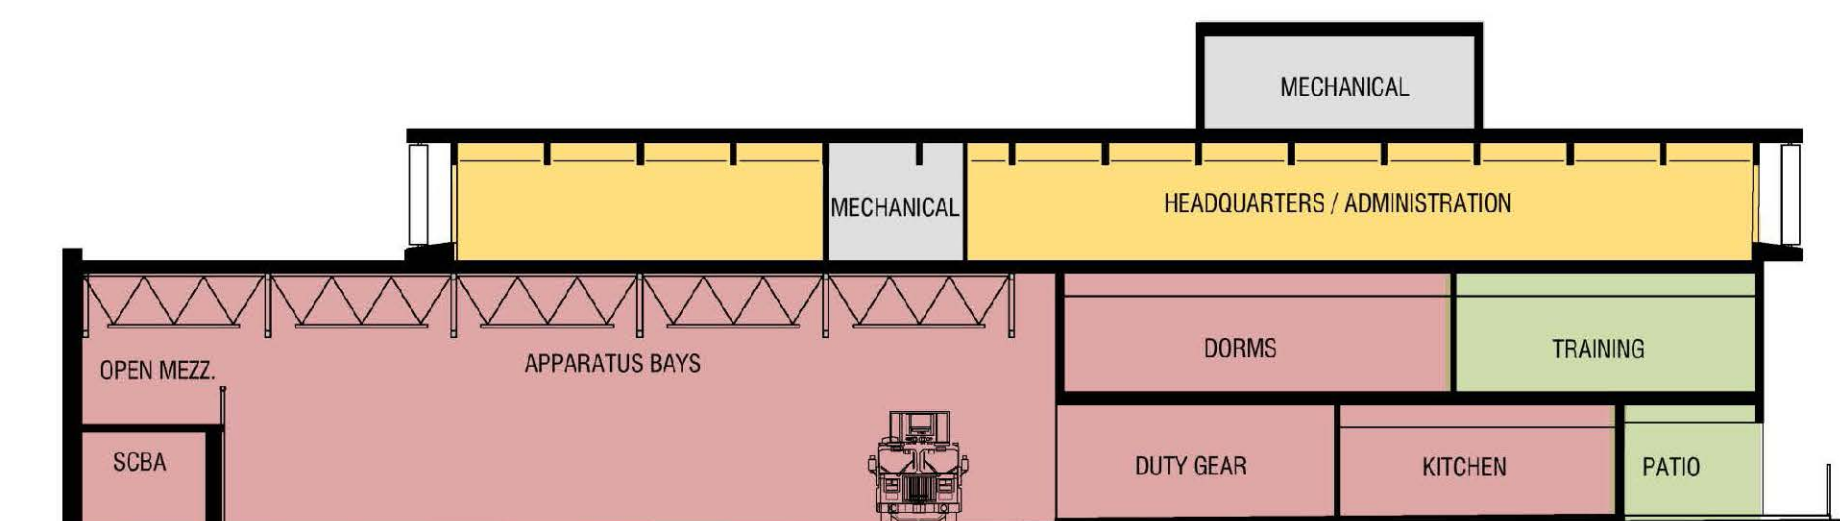 MECHANICAL
MECHANICAL
HEADQUARTERS / ADMINISTRATION
OPEN MEZZ.
APPARATUS BAYS
DORMS
TRAINING
SCBA
DUTY GEAR
KITCHEN
PATIO